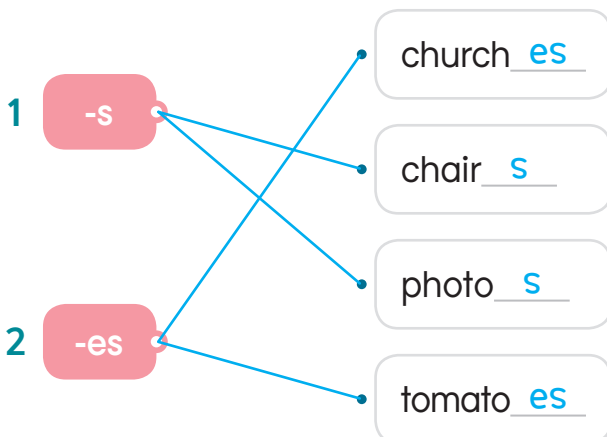 1 -s
2 -es
church es
chair s
photo s
tomato es